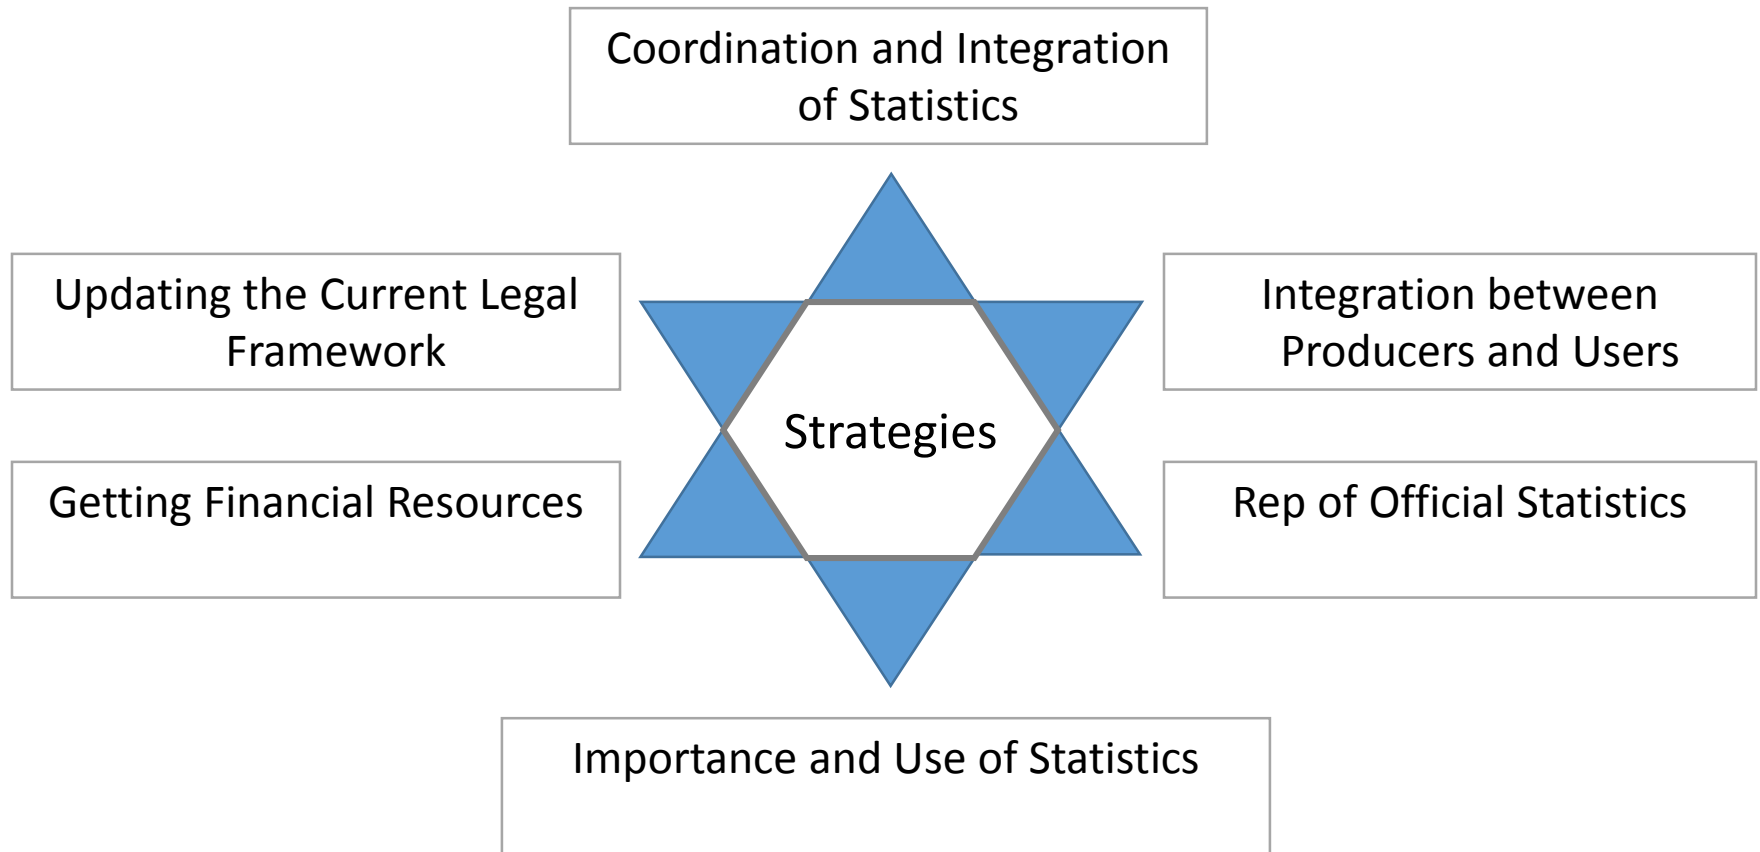 Coordination and Integration
of Statistics
Updating the Current Legal
Framework
Integration between
Producers and Users
Strategies
Getting Financial Resources
Rep of Official Statistics
Importance and Use of Statistics